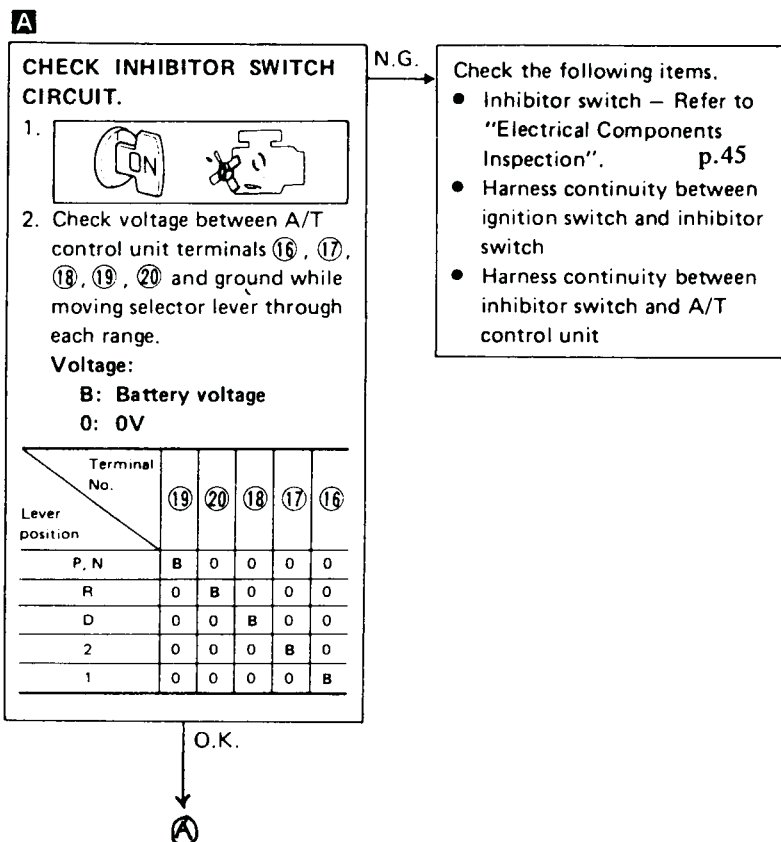 A
CHECK INHIBITOR SWITCH
CIRCUIT.
1.
ON
2. Check voltage between A/T
control unit terminals ⑯, ⑰,
⑱, ⑲, ⑳ and ground while
moving selector lever through
each range.
Voltage:
B: Battery voltage
0: 0V
Terminal
No.
Lever
position
⑲ ⑳ ⑱ ⑰ ⑯
P, N B 0 0 0 0
R 0 B 0 0 0
D 0 0 B 0 0
2 0 0 0 B 0
1 0 0 0 0 B
O.K.
A
N.G.
Check the following items.
● Inhibitor switch – Refer to
"Electrical Components
Inspection". p.45
● Harness continuity between
ignition switch and inhibitor
switch
● Harness continuity between
inhibitor switch and A/T
control unit